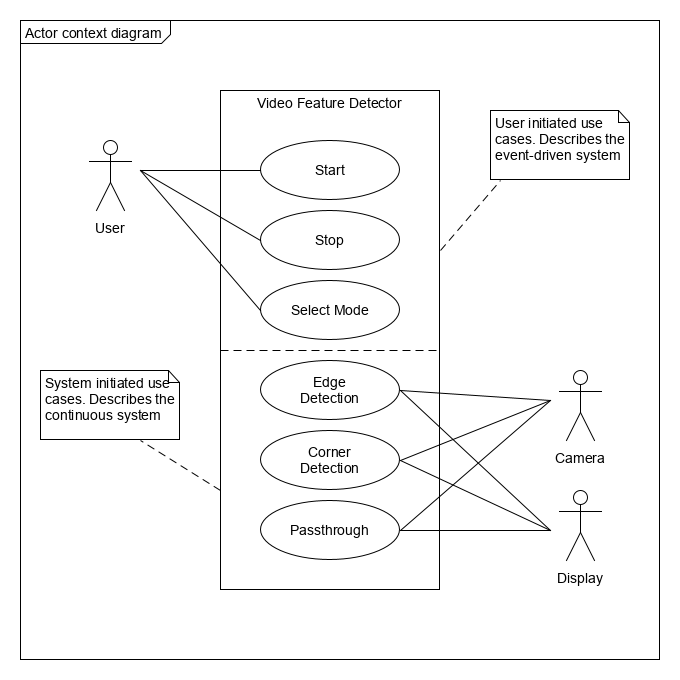 Actor context diagram
Video Feature Detector
User initiated use
cases. Describes the
event-driven system
Start
User
Stop
Select Mode
System initiated use
cases. Describes the
continuous system
Edge
Detection
Corner
Detection
Camera
Passthrough
Display